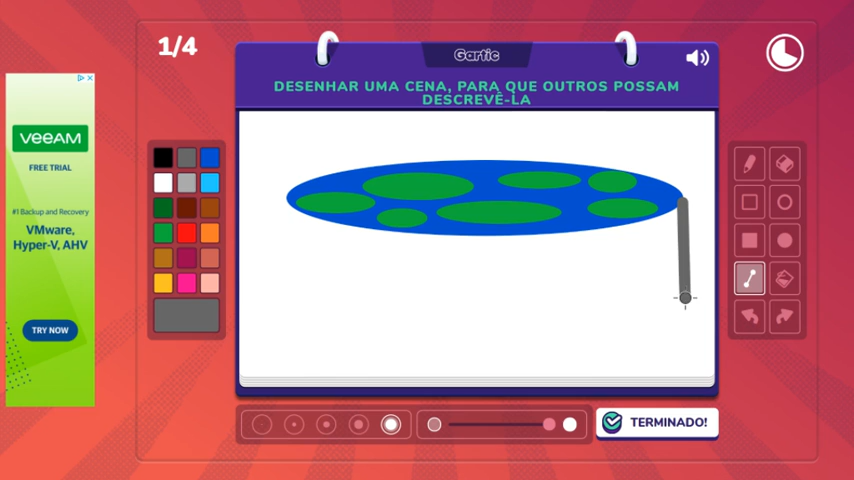 1/4
Gartic
DESENHAR UMA CENA, PARA QUE OUTROS POSSAM
DESCREVÊ-LA
VEEAM
FREE TRIAL
#1 Backup and Recovery
VMware,
Hyper-V, AHV
TRY NOW
TERMINADO!